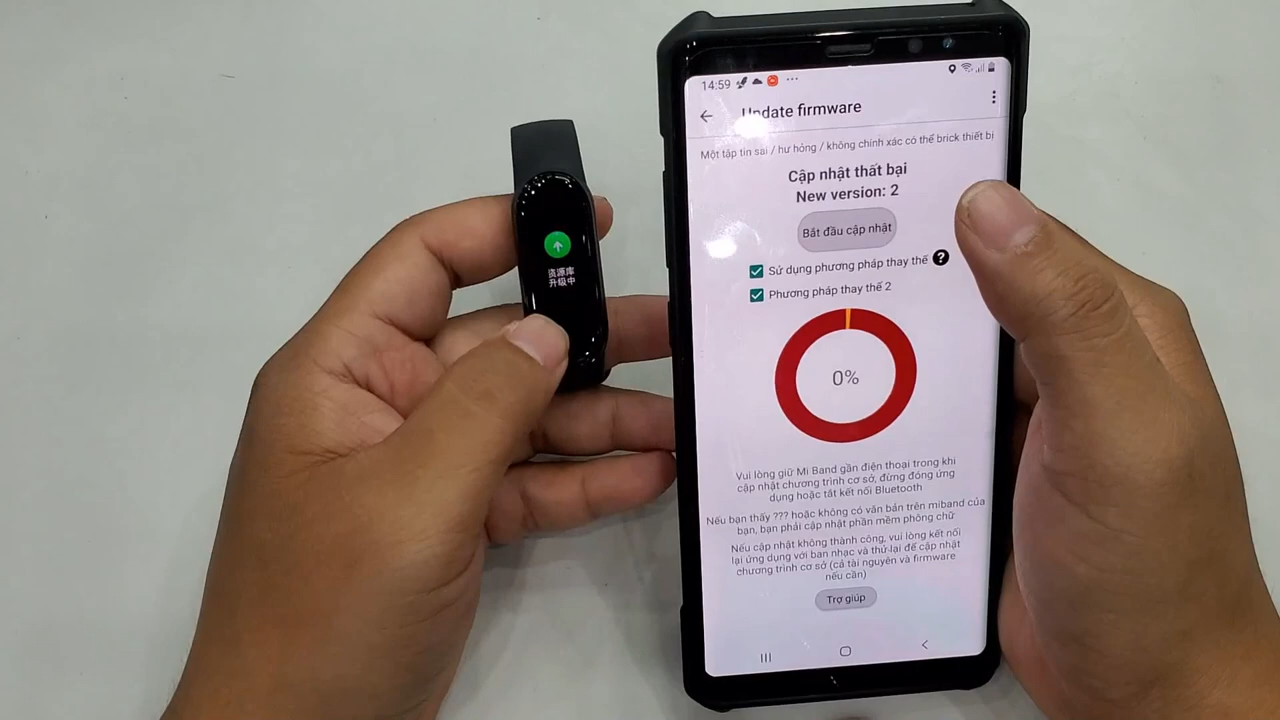 14:59
Update firmware
Một tập tin sai / hư hỏng / không chính xác có thể brick thiết bị
Cập nhật thất bại
New version: 2
Bắt đầu cập nhật
Sử dụng phương pháp thay thế ?
Phương pháp thay thế 2
0%
Vui lòng giữ Mi Band gần điện thoại trong khi
cập nhật chương trình cơ sở, đừng đóng ứng
dụng hoặc tắt kết nối Bluetooth
Nếu bạn thấy ??? hoặc không có văn bản trên miband của
bạn, bạn phải cập nhật phần mềm phông chữ
Nếu cập nhật không thành công, vui lòng kết nối
lại ứng dụng với ban nhạc và thử lại để cập nhật
chương trình cơ sở (cả tài nguyên và firmware
nếu cần)
Trợ giúp
资源库
升级中